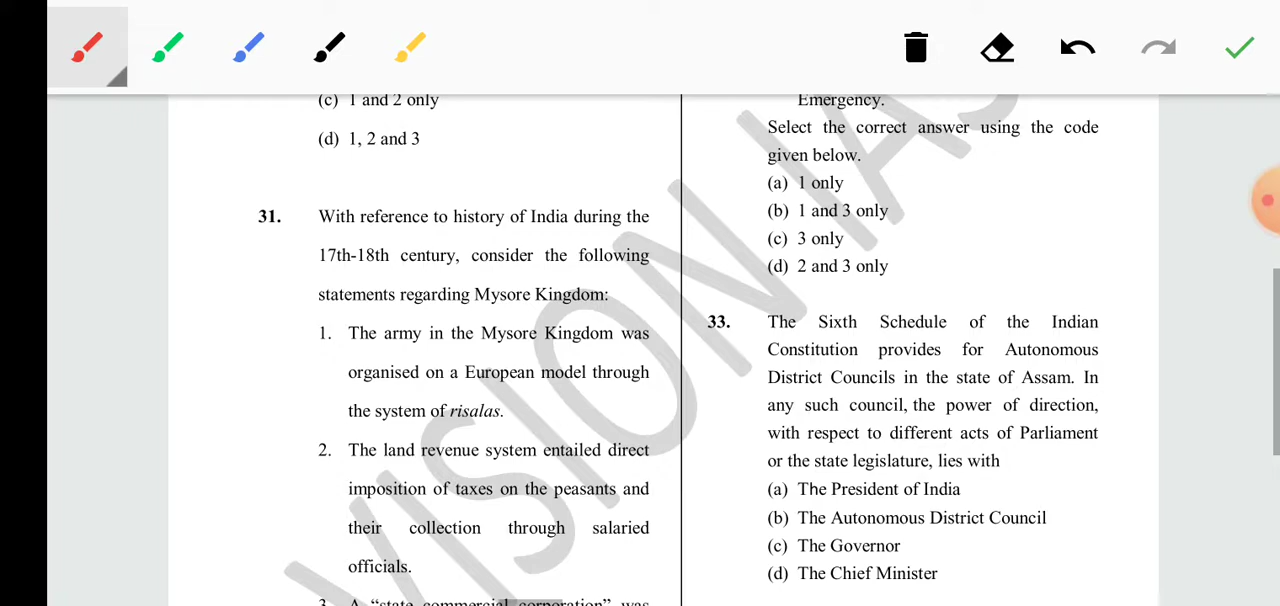 (c) 1 and 2 only
(d) 1, 2 and 3
31. With reference to history of India during the
17th-18th century, consider the following
statements regarding Mysore Kingdom:
1. The army in the Mysore Kingdom was
organised on a European model through
the system of risalas.
2. The land revenue system entailed direct
imposition of taxes on the peasants and
their collection through salaried
officials.
3. A “state commercial corporation” was
Emergency.
Select the correct answer using the code
given below.
(a) 1 only
(b) 1 and 3 only
(c) 3 only
(d) 2 and 3 only
33. The Sixth Schedule of the Indian
Constitution provides for Autonomous
District Councils in the state of Assam. In
any such council, the power of direction,
with respect to different acts of Parliament
or the state legislature, lies with
(a) The President of India
(b) The Autonomous District Council
(c) The Governor
(d) The Chief Minister
VISION IAS